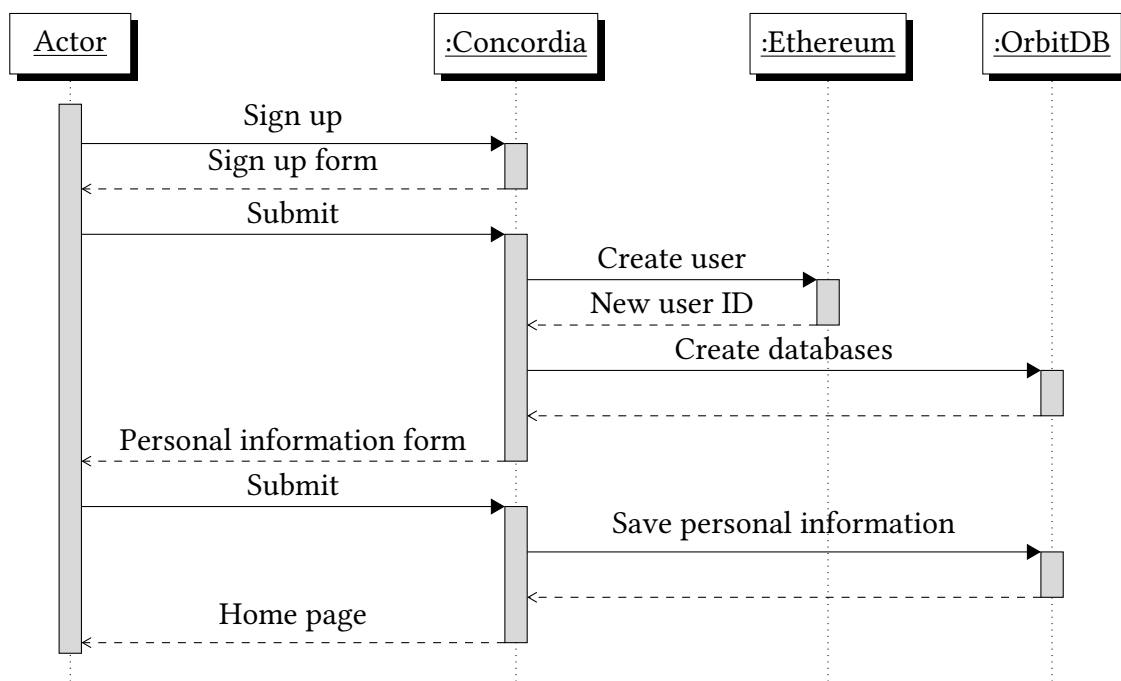 Actor
:Concordia
:Ethereum
:OrbitDB
Sign up
Sign up form
Submit
Create user
New user ID
Create databases
Personal information form
Submit
Save personal information
Home page